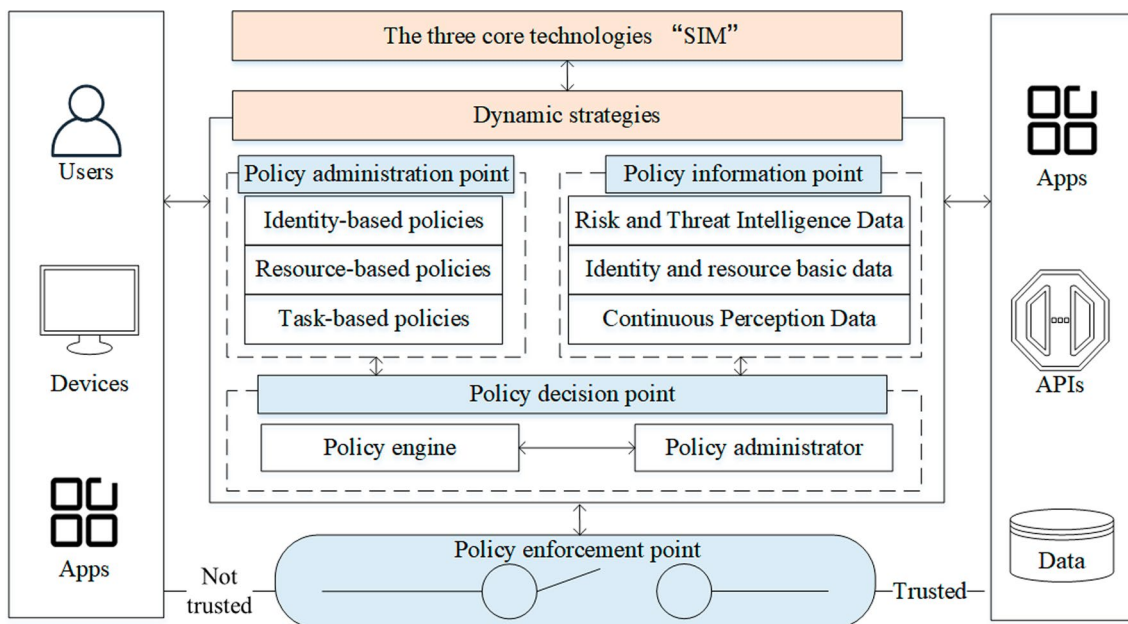 The three core technologies “SIM”
Dynamic strategies
Users
Devices
Apps
Policy administration point
Identity-based policies
Resource-based policies
Task-based policies
Policy information point
Risk and Threat Intelligence Data
Identity and resource basic data
Continuous Perception Data
Policy decision point
Policy engine
Policy administrator
Policy enforcement point
Not
trusted
Trusted
Apps
APIs
Data